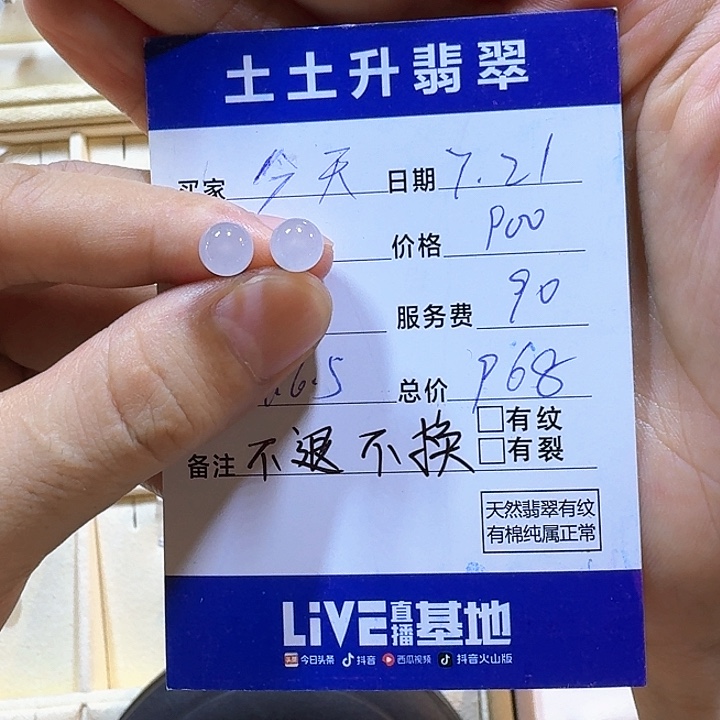 土土升翡翠
买家 今天 日期 7.21
价格 P00
服务费 90
.6.5 总价 P68
有纹
有裂
备注 不退不换
天然翡翠有纹
有棉纯属正常
LiVE直播基地
今日头条 抖音 西瓜视频 抖音火山版